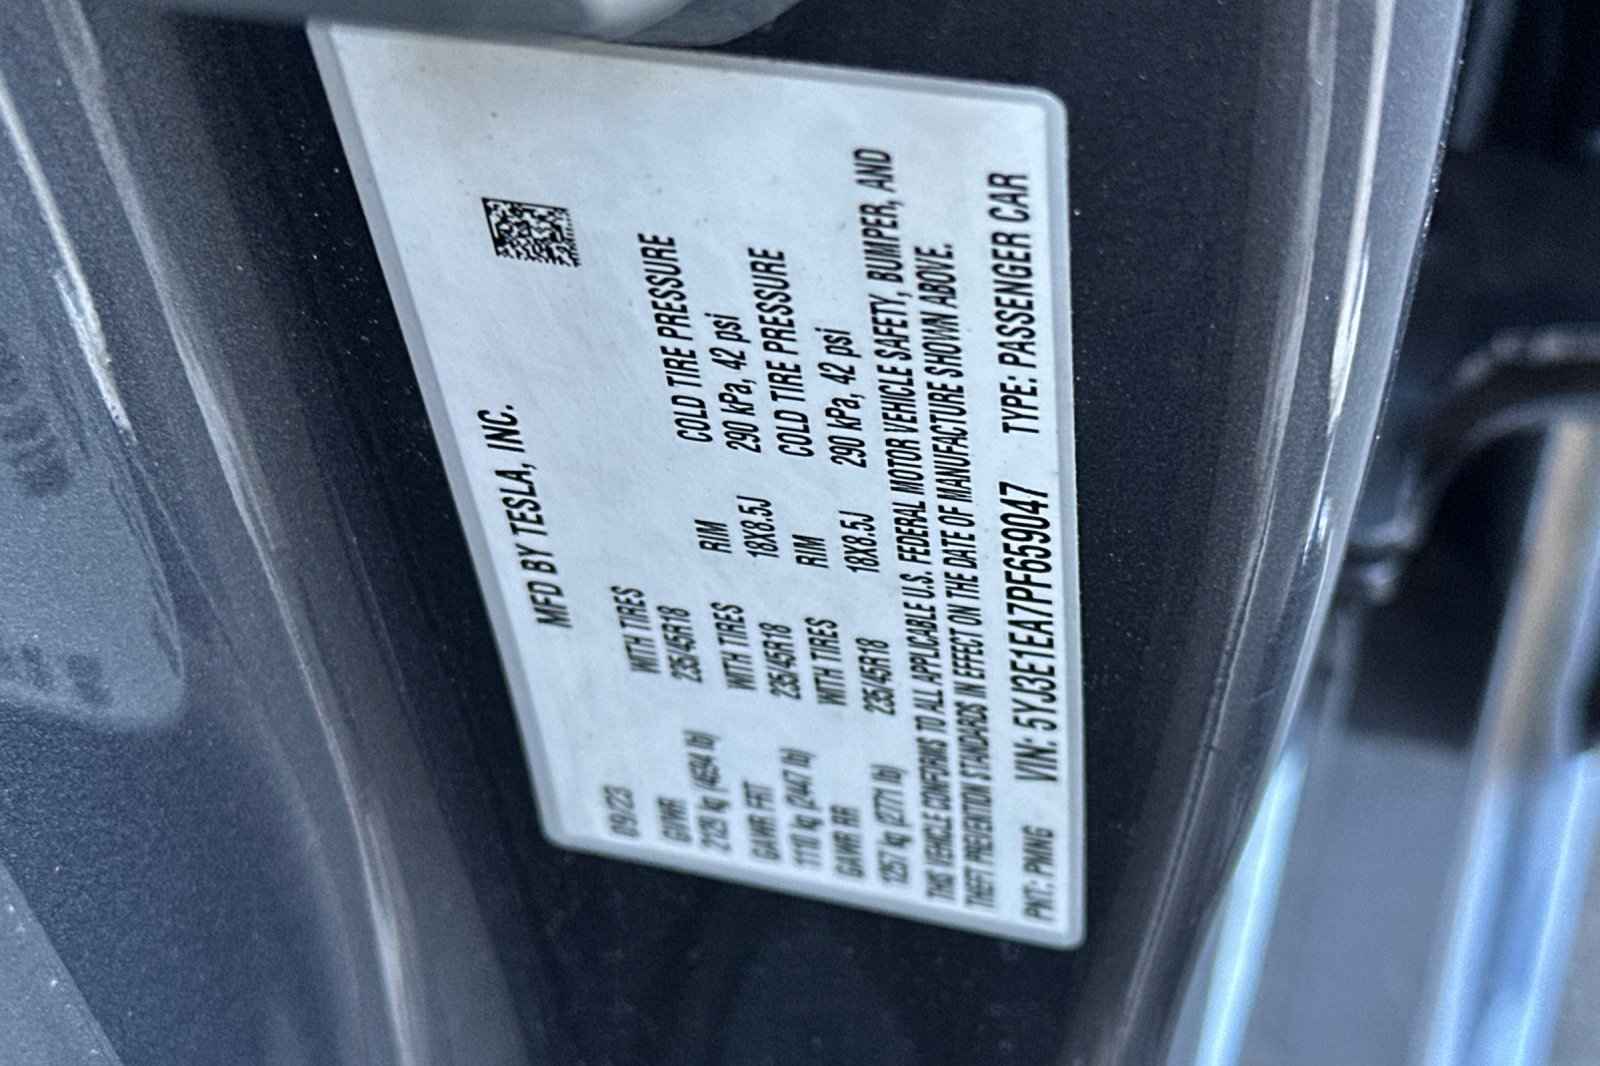 MFD BY TESLA, INC.
09/23
GVWR WITH TIRES RIM COLD TIRE PRESSURE
2129 kg (4694 lb) 235/45R18 18X8.5J 290 kPa, 42 psi
GAWR FRT WITH TIRES RIM COLD TIRE PRESSURE
1110 kg (2447 lb) 235/45R18 18X8.5J 290 kPa, 42 psi
GAWR RR WITH TIRES
1257 kg (2771 lb) 235/45R18
THIS VEHICLE CONFORMS TO ALL APPLICABLE U.S. FEDERAL MOTOR VEHICLE SAFETY, BUMPER, AND
THEFT PREVENTION STANDARDS IN EFFECT ON THE DATE OF MANUFACTURE SHOWN ABOVE.
PKT: PMNG VIN: 5YJ3E1EA7PF659047 TYPE: PASSENGER CAR